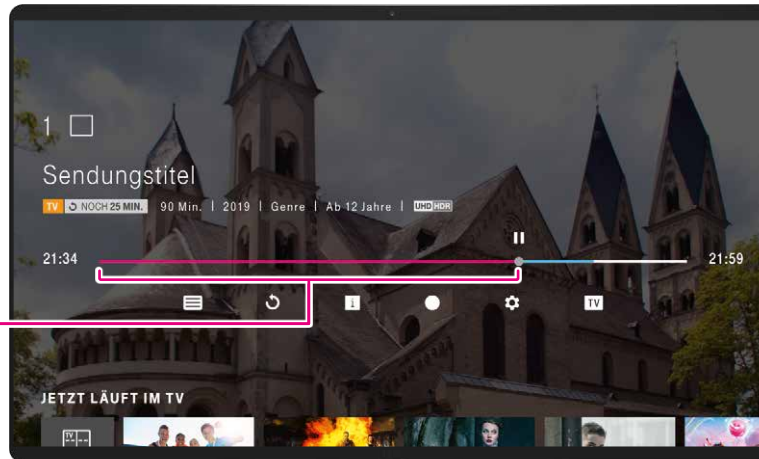 1
Sendungstitel
TV NOCH 25 MIN. 90 Min. | 2019 | Genre | Ab 12 Jahre | UHD HDR
21:34 21:59
TV
JETZT LÄUFT IM TV
TV